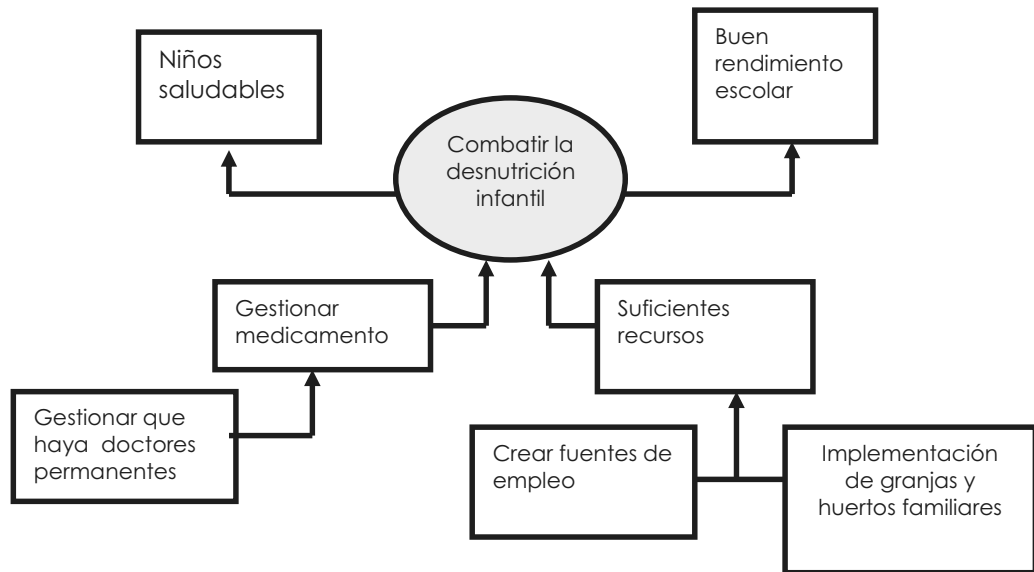 Niños
saludables
Buen
rendimiento
escolar
Combatir la
desnutrición
infantil
Gestionar
medicamento
Suficientes
recursos
Gestionar que
haya doctores
permanentes
Crear fuentes de
empleo
Implementación
de granjas y
huertos familiares